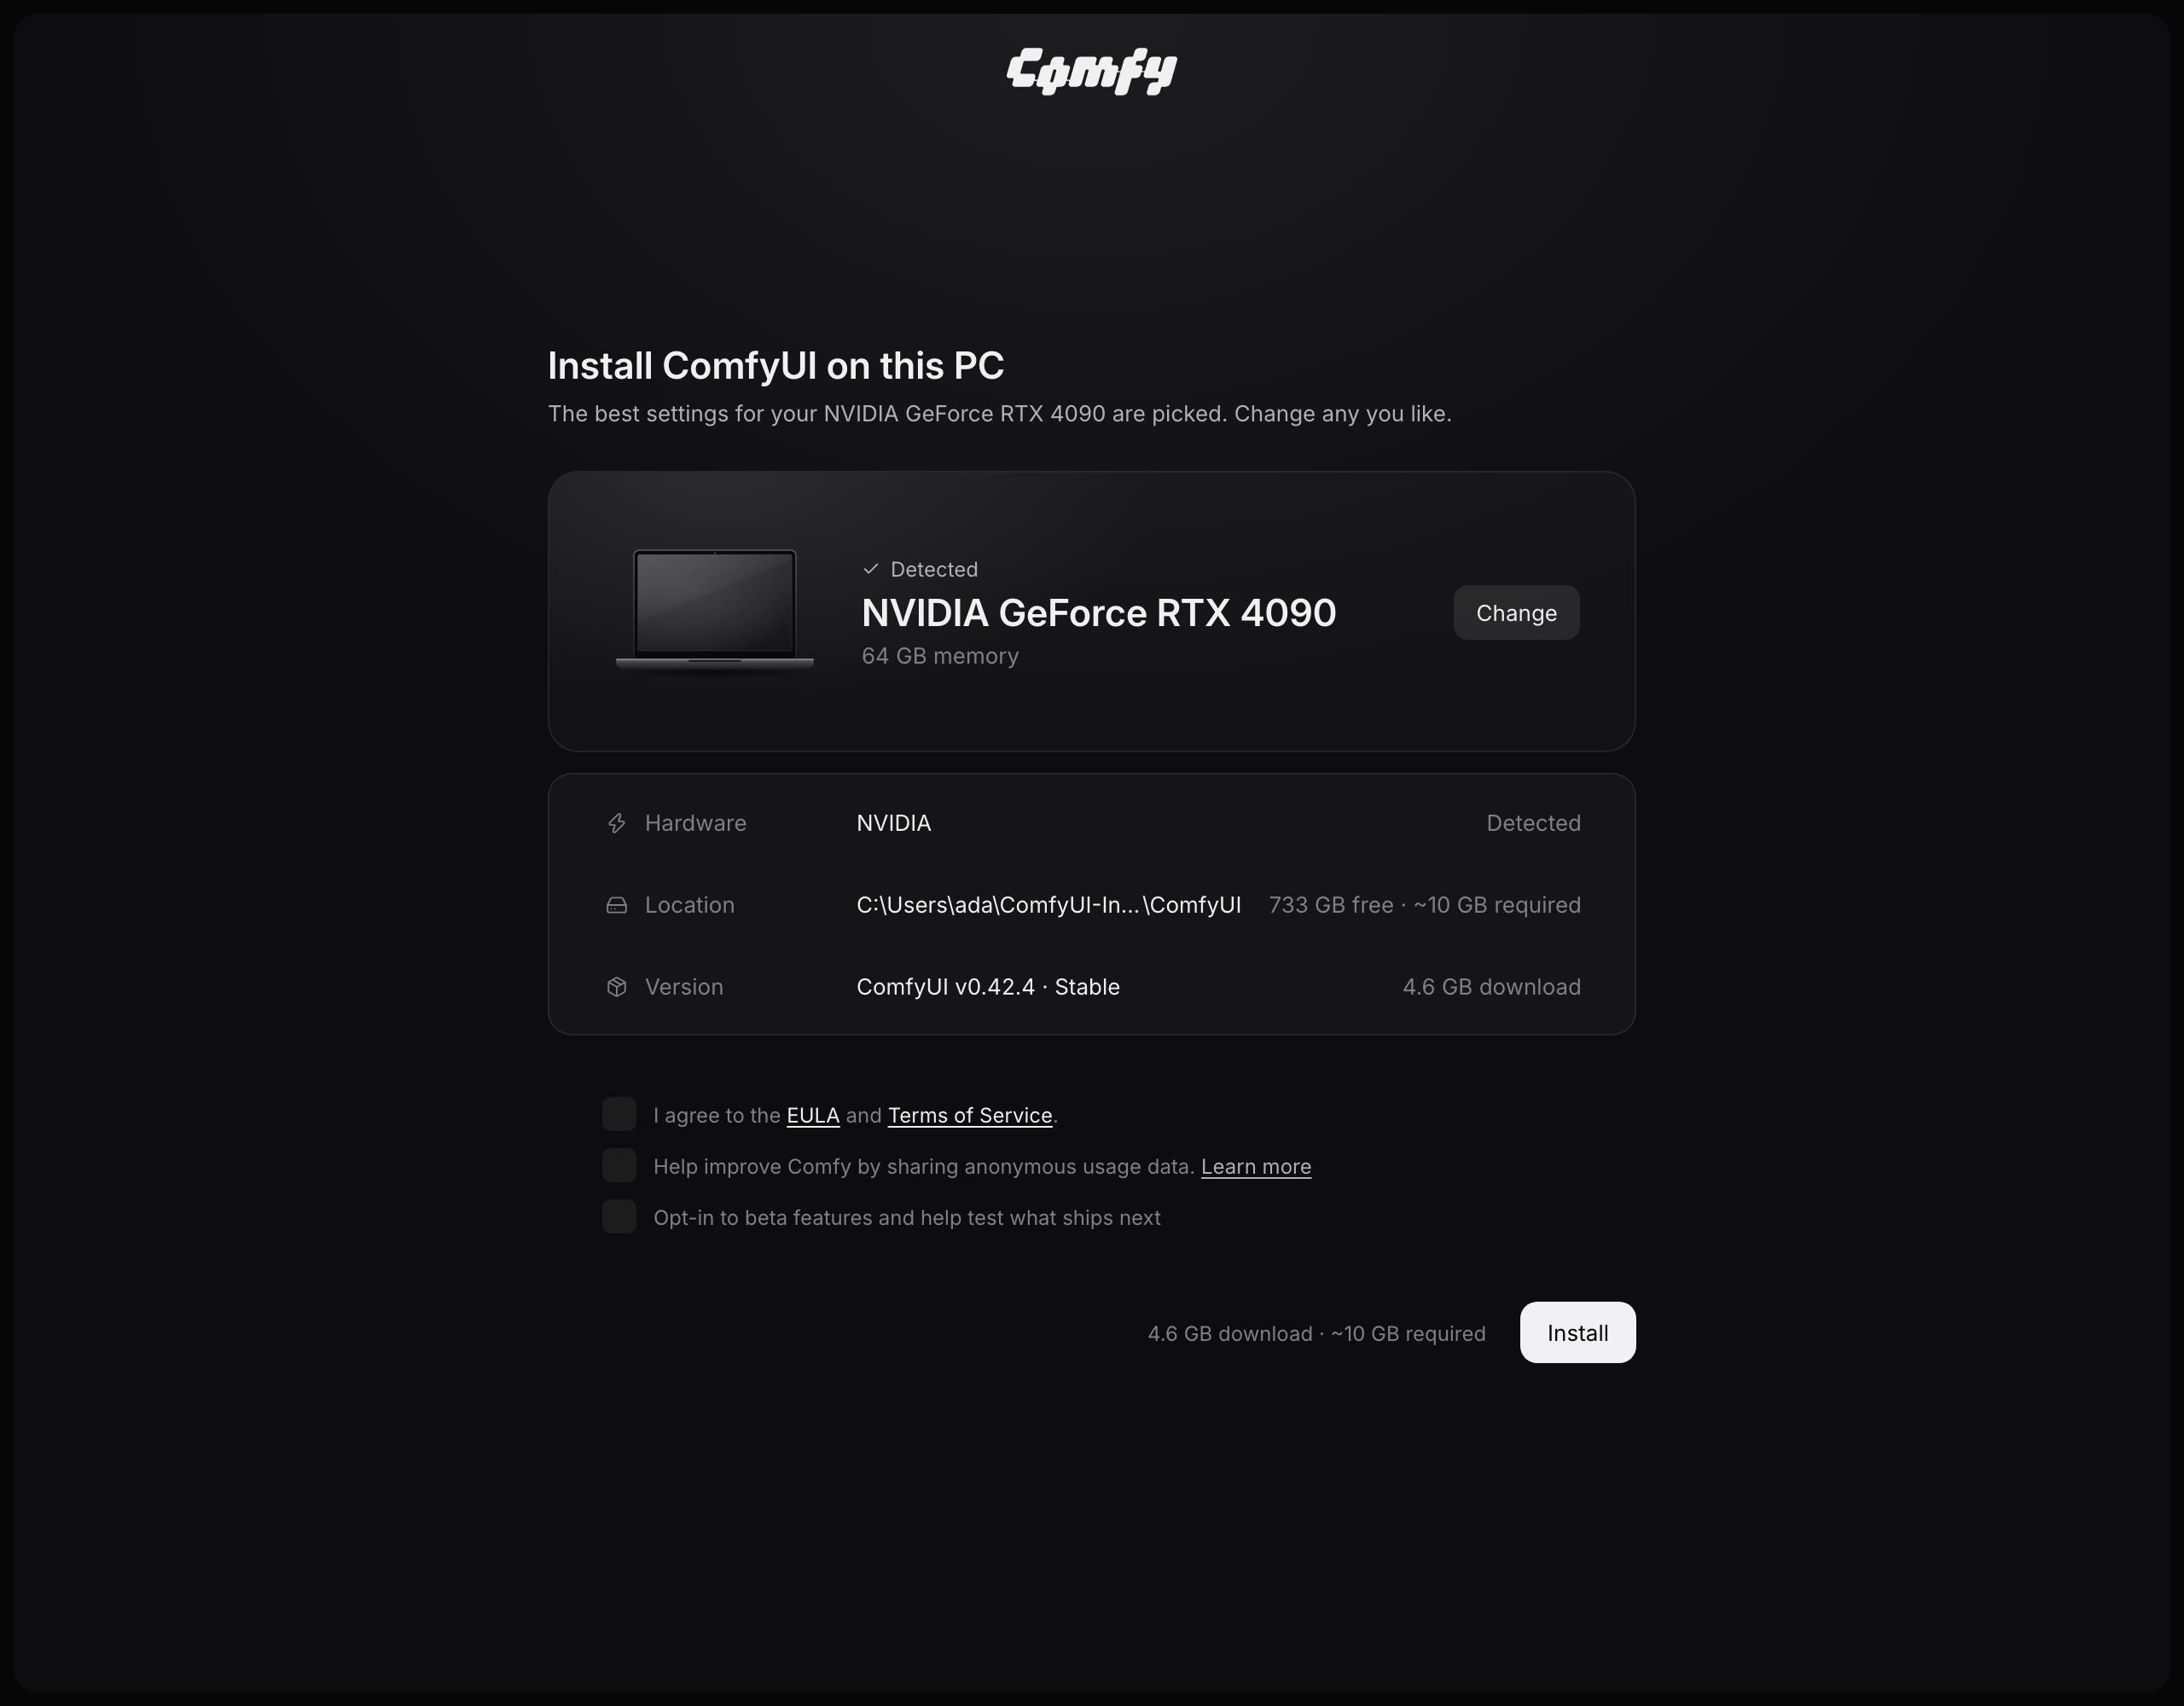 Comfy
Install ComfyUI on this PC
The best settings for your NVIDIA GeForce RTX 4090 are picked. Change any you like.
Detected
NVIDIA GeForce RTX 4090
64 GB memory
Change
Hardware NVIDIA Detected
Location C:\Users\ada\ComfyUI-In...\ComfyUI 733 GB free · ~10 GB required
Version ComfyUI v0.42.4 · Stable 4.6 GB download
I agree to the EULA and Terms of Service.
Help improve Comfy by sharing anonymous usage data. Learn more
Opt-in to beta features and help test what ships next
4.6 GB download · ~10 GB required Install